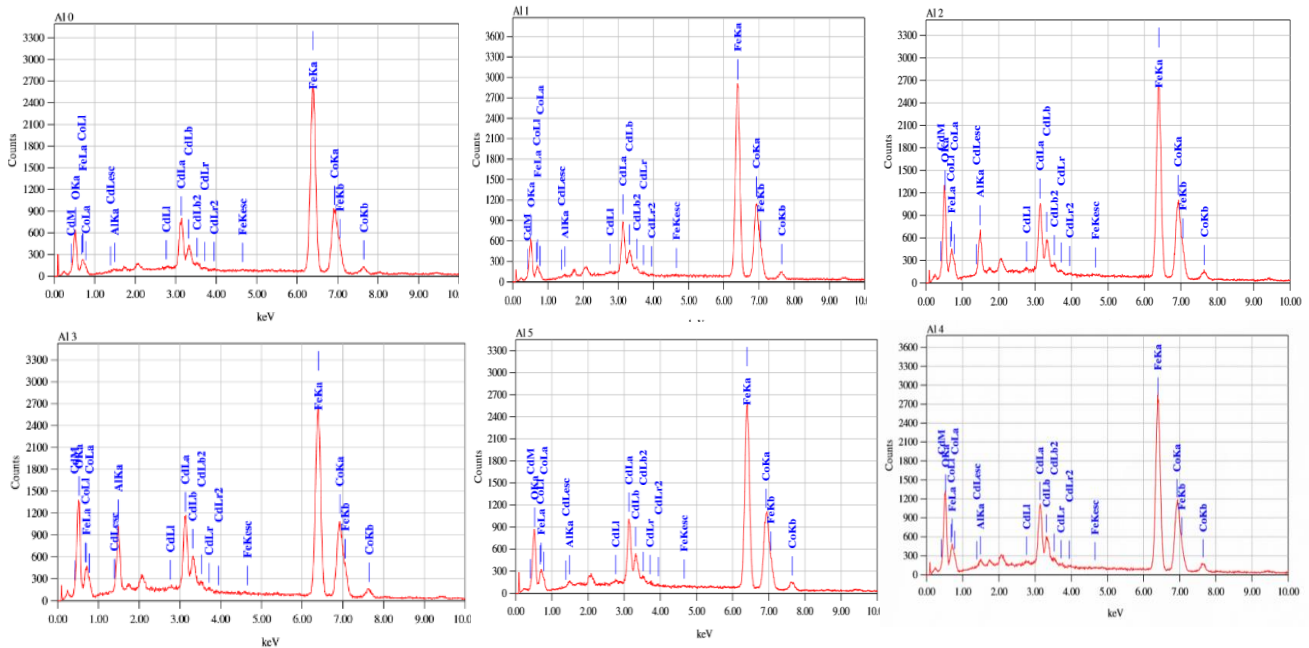 Al 0
3300
3000
2700
2400
2100
1800
1500
1200
900
600
300
0
Counts
CdM
OKa
FeLa
CoLl
CoLa
CdLesc
AlKa
CdLl
CdLa
CdLb
CdLb2
CdLr
CdLr2
FeKesc
FeKa
CoKa
FeKb
CoKb
0.00 1.00 2.00 3.00 4.00 5.00 6.00 7.00 8.00 9.00 10.0
keV
Al 1
3600
3300
3000
2700
2400
2100
1800
1500
1200
900
600
300
0
Counts
CdM
OKa
FeLa
CoLl
CoLa
AlKa
CdLesc
CdLl
CdLa
CdLb
CdLb2
CdLr
CdLr2
FeKesc
FeKa
CoKa
FeKb
CoKb
0.00 1.00 2.00 3.00 4.00 5.00 6.00 7.00 8.00 9.00 10.0
Al 2
3300
3000
2700
2400
2100
1800
1500
1200
900
600
300
0
Counts
CdM
OKa
FeLa
CoLl
CoLa
AlKa
CdLesc
CdLl
CdLa
CdLb
CdLb2
CdLr
CdLr2
FeKesc
FeKa
CoKa
FeKb
CoKb
0.00 1.00 2.00 3.00 4.00 5.00 6.00 7.00 8.00 9.00 10.00
keV
Al 3
3300
3000
2700
2400
2100
1800
1500
1200
900
600
300
0
Counts
CdM
OKa
FeLa
CoLl
CoLa
CdLesc
AlKa
CdLl
CdLa
CdLb
CdLb2
CdLr
CdLr2
FeKesc
FeKa
CoKa
FeKb
CoKb
0.00 1.00 2.00 3.00 4.00 5.00 6.00 7.00 8.00 9.00 10.0
keV
Al 5
3300
3000
2700
2400
2100
1800
1500
1200
900
600
300
0
Counts
OKa
CdM
FeLa
CoLl
CoLa
AlKa
CdLesc
CdLl
CdLa
CdLb
CdLb2
CdLr
CdLr2
FeKesc
FeKa
CoKa
FeKb
CoKb
0.00 1.00 2.00 3.00 4.00 5.00 6.00 7.00 8.00 9.00 10.0
keV
Al 4
3600
3300
3000
2700
2400
2100
1800
1500
1200
900
600
300
0
Counts
OKa
CdM
FeLa
CoLl
CoLa
AlKa
CdLesc
CdLl
CdLa
CdLb
CdLb2
CdLr
CdLr2
FeKesc
FeKa
CoKa
FeKb
CoKb
0.00 1.00 2.00 3.00 4.00 5.00 6.00 7.00 8.00 9.00 10.00
keV